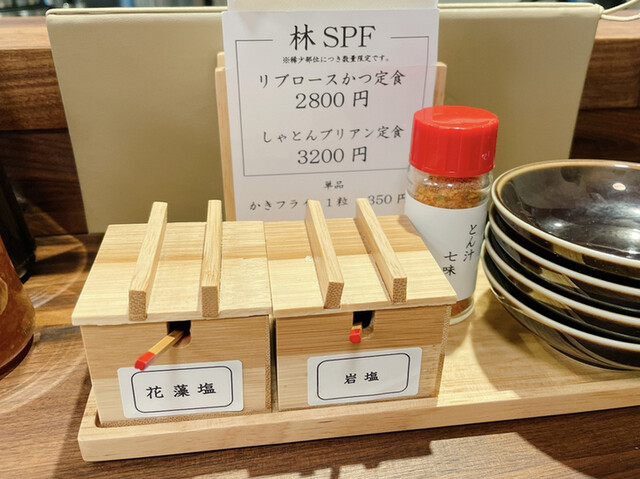 林SPF
※稀少部位につき数量限定です。
リブロースかつ定食
2800円
しゃとんブリアン定食
3200円
単品
かきフライ 1粒 350円
とん汁
七味
花藻塩
岩塩